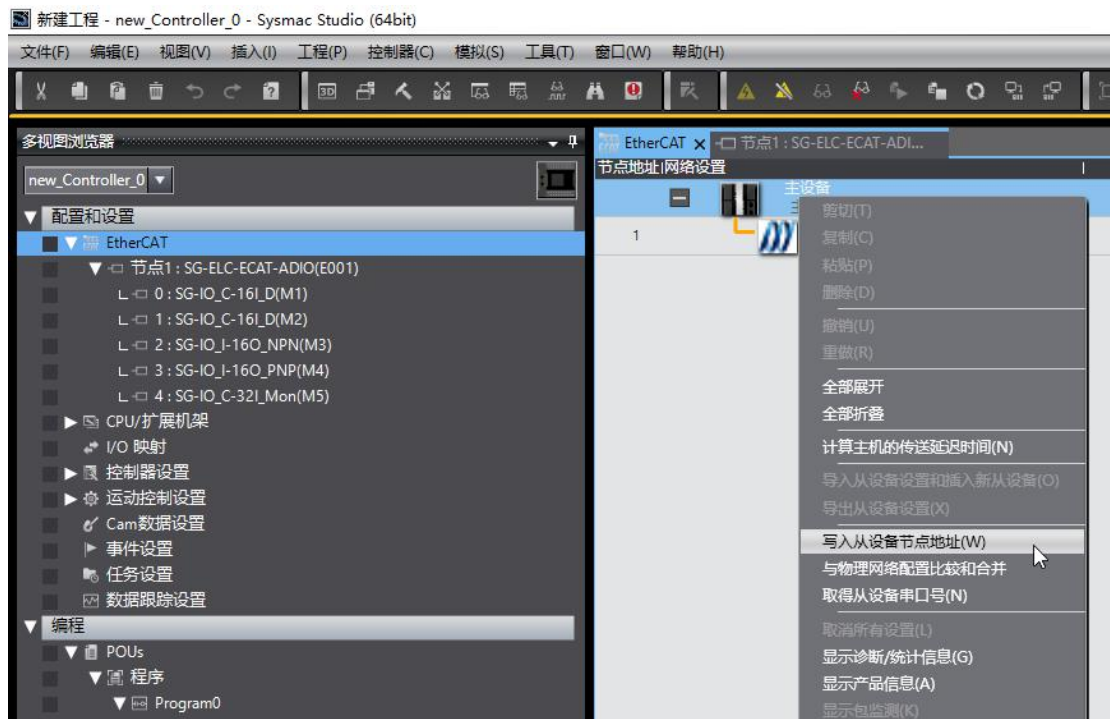 新建工程 - new_Controller_0 - Sysmac Studio (64bit)
文件(F) 编辑(E) 视图(V) 插入(I) 工程(P) 控制器(C) 模拟(S) 工具(T) 窗口(W) 帮助(H)
多视图浏览器
new_Controller_0
配置和设置
EtherCAT
节点1 : SG-ELC-ECAT-ADIO(E001)
0 : SG-IO_C-16I_D(M1)
1 : SG-IO_C-16I_D(M2)
2 : SG-IO_I-16O_NPN(M3)
3 : SG-IO_I-16O_PNP(M4)
4 : SG-IO_C-32I_Mon(M5)
CPU/扩展机架
I/O 映射
控制器设置
运动控制设置
Cam数据设置
事件设置
任务设置
数据跟踪设置
编程
POUs
程序
Program0
EtherCAT 节点1 : SG-ELC-ECAT-ADI...
节点地址 网络设置
主设备
1
剪切(T)
复制(C)
粘贴(P)
删除(D)
撤销(U)
重做(R)
全部展开
全部折叠
计算主机的传送延迟时间(N)
导入从设备设置和插入新从设备(O)
导出从设备设置(X)
写入从设备节点地址(W)
与物理网络配置比较和合并
取得从设备串口号(N)
取消所有设置(L)
显示诊断/统计信息(G)
显示产品信息(A)
显示包监测(K)